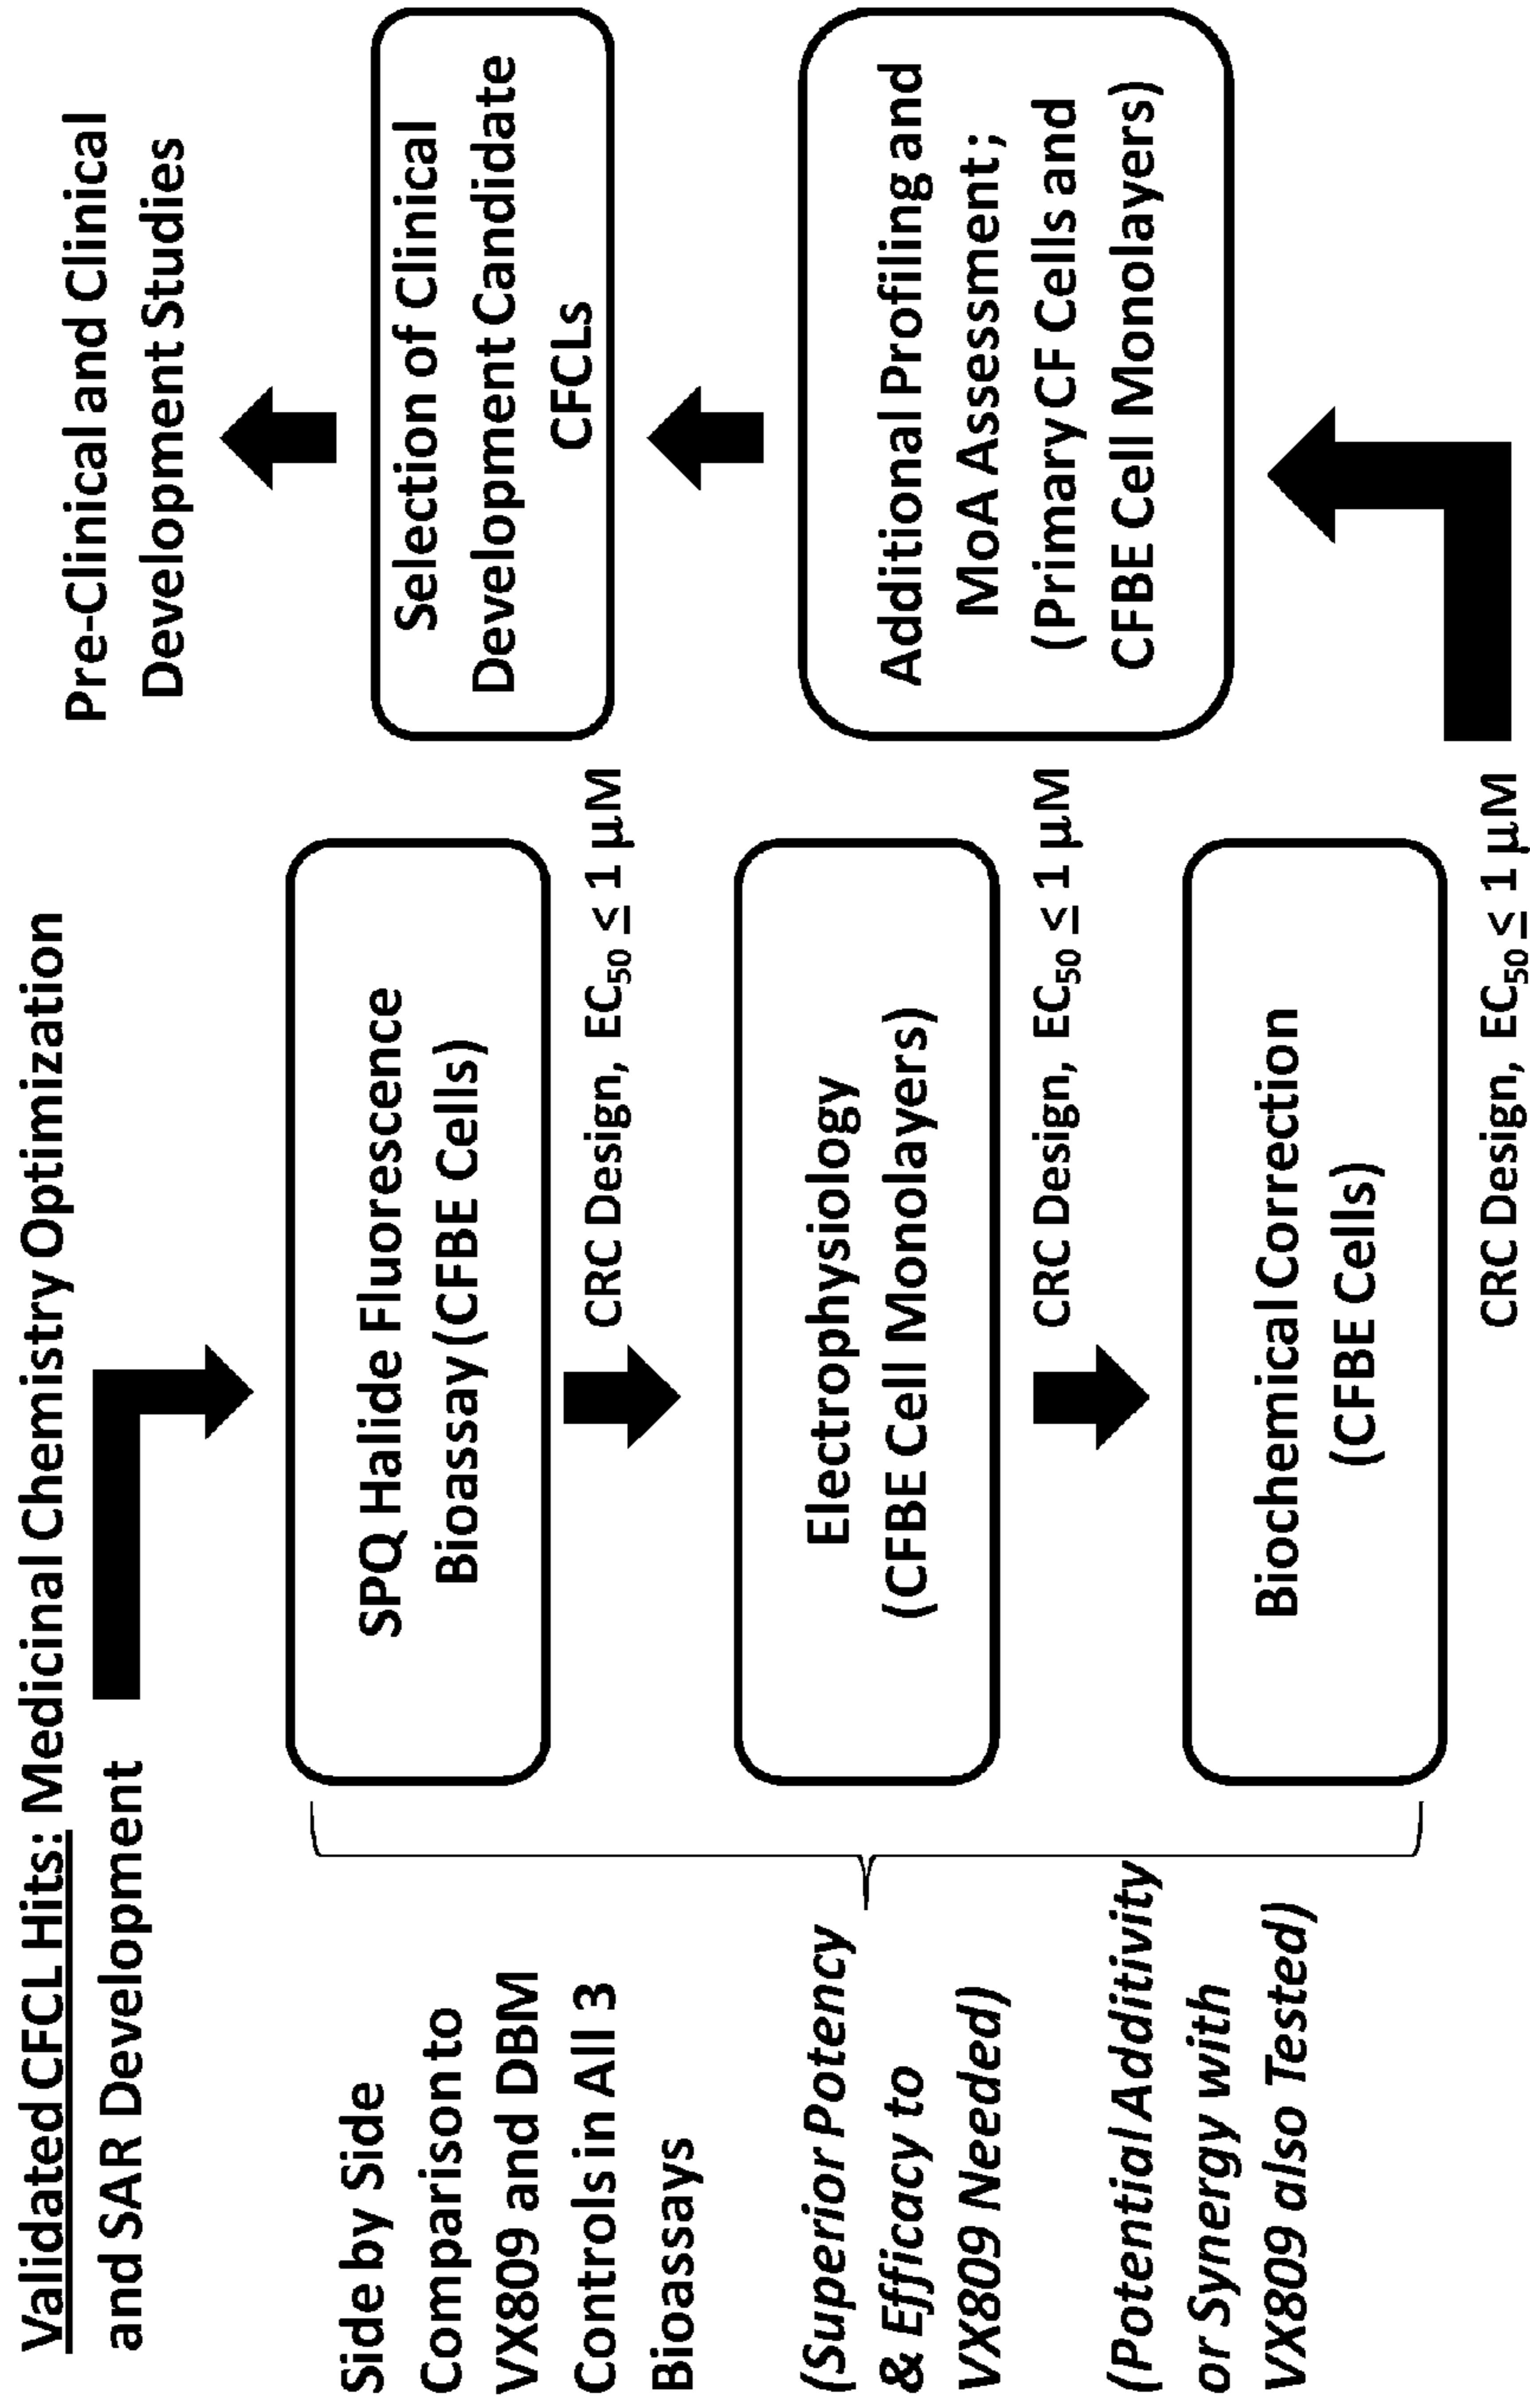 Validated CFCL Hits: Medicinal Chemistry Optimization
and SAR Development
Side by Side
Comparison to
VX809 and DBM
Controls in All 3
Bioassays
(Superior Potency
& Efficacy to
VX809 Needed)
(Potential Additivity
or Synergy with
VX809 also Tested)
SPQ Halide Fluorescence
Bioassay (CFBE Cells)
CRC Design, EC₅₀ ≤ 1 µM
Electrophysiology
(CFBE Cell Monolayers)
CRC Design, EC₅₀ ≤ 1 µM
Biochemical Correction
(CFBE Cells)
CRC Design, EC₅₀ ≤ 1 µM
Additional Profiling and
MoA Assessment;
(Primary CF Cells and
CFBE Cell Monolayers)
Selection of Clinical
Development Candidate
CFCLs
Pre-Clinical and Clinical
Development Studies